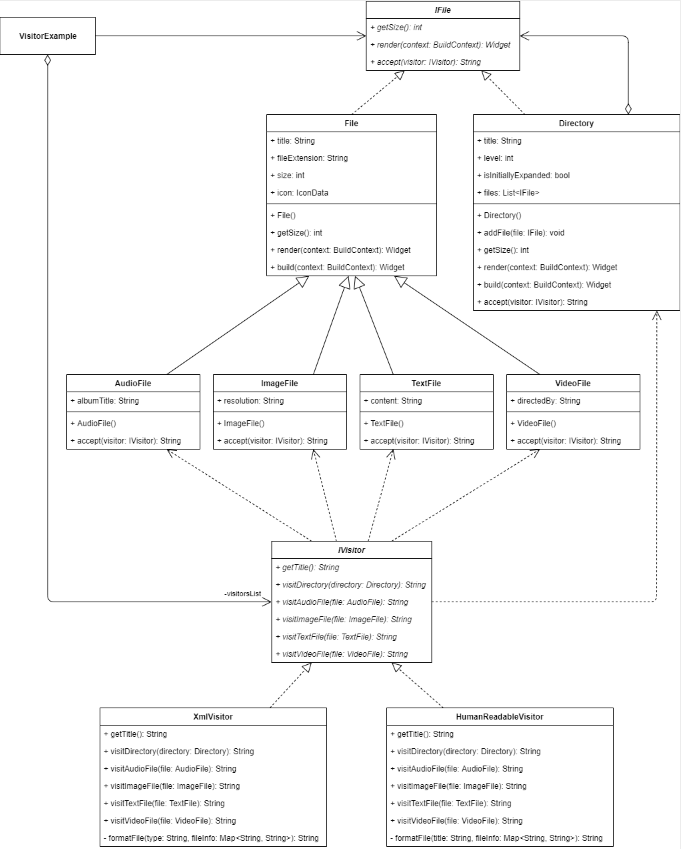 VisitorExample
IFile
+ getSize(): int
+ render(context: BuildContext): Widget
+ accept(visitor: IVisitor): String
File
+ title: String
+ fileExtension: String
+ size: int
+ icon: IconData
+ File()
+ getSize(): int
+ render(context: BuildContext): Widget
+ build(context: BuildContext): Widget
Directory
+ title: String
+ level: int
+ isInitiallyExpanded: bool
+ files: List<IFile>
+ Directory()
+ addFile(file: IFile): void
+ getSize(): int
+ render(context: BuildContext): Widget
+ build(context: BuildContext): Widget
+ accept(visitor: IVisitor): String
AudioFile
+ albumTitle: String
+ AudioFile()
+ accept(visitor: IVisitor): String
ImageFile
+ resolution: String
+ ImageFile()
+ accept(visitor: IVisitor): String
TextFile
+ content: String
+ TextFile()
+ accept(visitor: IVisitor): String
VideoFile
+ directedBy: String
+ VideoFile()
+ accept(visitor: IVisitor): String
-visitorsList
IVisitor
+ getTitle(): String
+ visitDirectory(directory: Directory): String
+ visitAudioFile(file: AudioFile): String
+ visitImageFile(file: ImageFile): String
+ visitTextFile(file: TextFile): String
+ visitVideoFile(file: VideoFile): String
XmlVisitor
+ getTitle(): String
+ visitDirectory(directory: Directory): String
+ visitAudioFile(file: AudioFile): String
+ visitImageFile(file: ImageFile): String
+ visitTextFile(file: TextFile): String
+ visitVideoFile(file: VideoFile): String
- formatFile(type: String, fileInfo: Map<String, String>): String
HumanReadableVisitor
+ getTitle(): String
+ visitDirectory(directory: Directory): String
+ visitAudioFile(file: AudioFile): String
+ visitImageFile(file: ImageFile): String
+ visitTextFile(file: TextFile): String
+ visitVideoFile(file: VideoFile): String
- formatFile(title: String, fileInfo: Map<String, String>): String